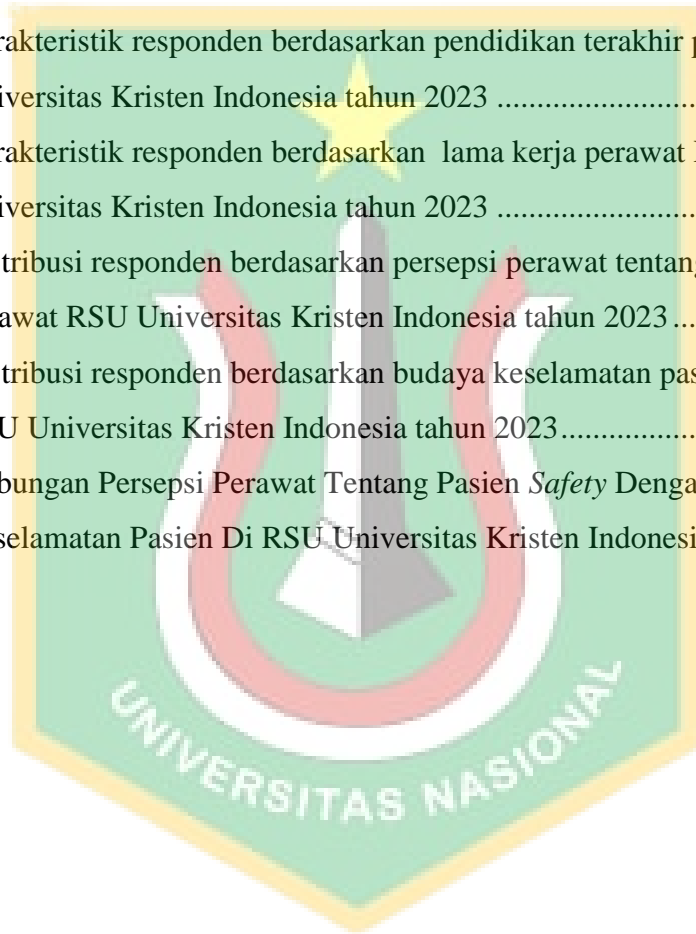 rakteristik responden berdasarkan pendidikan terakhir p
iversitas Kristen Indonesia tahun 2023 ..........................
rakteristik responden berdasarkan  lama kerja perawat
iversitas Kristen Indonesia tahun 2023 ..........................
tribusi responden berdasarkan persepsi perawat tentang
awat RSU Universitas Kristen Indonesia tahun 2023 ...
tribusi responden berdasarkan budaya keselamatan pas
U Universitas Kristen Indonesia tahun 2023.................
bungan Persepsi Perawat Tentang Pasien Safety Denga
selamatan Pasien Di RSU Universitas Kristen Indonesi
UNIVERSITAS NASIONAL